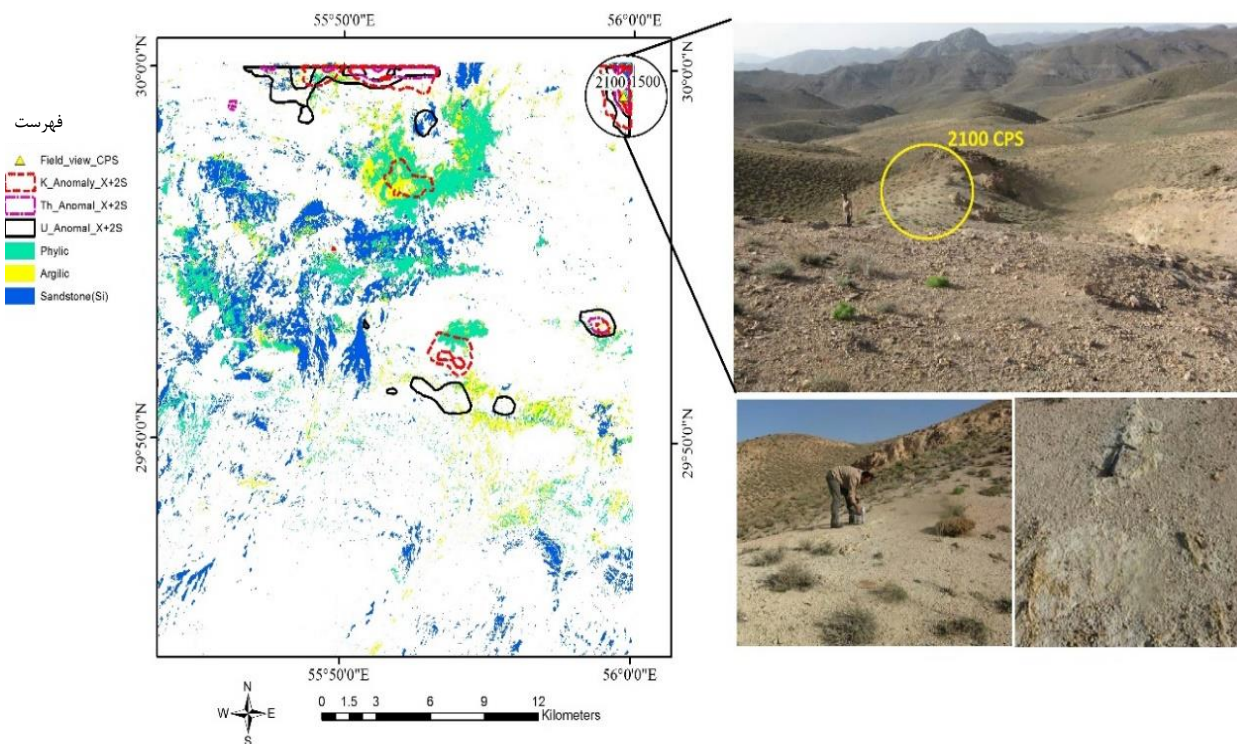 55°50'0"E
56°0'0"E
30°0'0"N
30°0'0"N
2100 1500
2100 CPS
فهرست
Field_view_CPS
K_Anomaly_X+2S
Th_Anomal_X+2S
U_Anomal_X+2S
Phylic
Argilic
Sandstone(Si)
29°50'0"N
29°50'0"N
55°50'0"E
56°0'0"E
N
W E
S
0 1.5 3 6 9 12
Kilometers